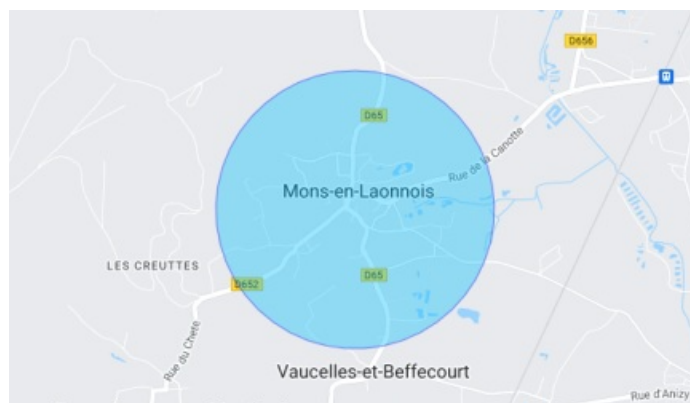 D656
D65
Rue de la Canotte
Mons-en-Laonnois
LES CREUTTES
D65
D652
Rue du Chiete
Vaucelles-et-Beffecourt
Rue d'Anizy